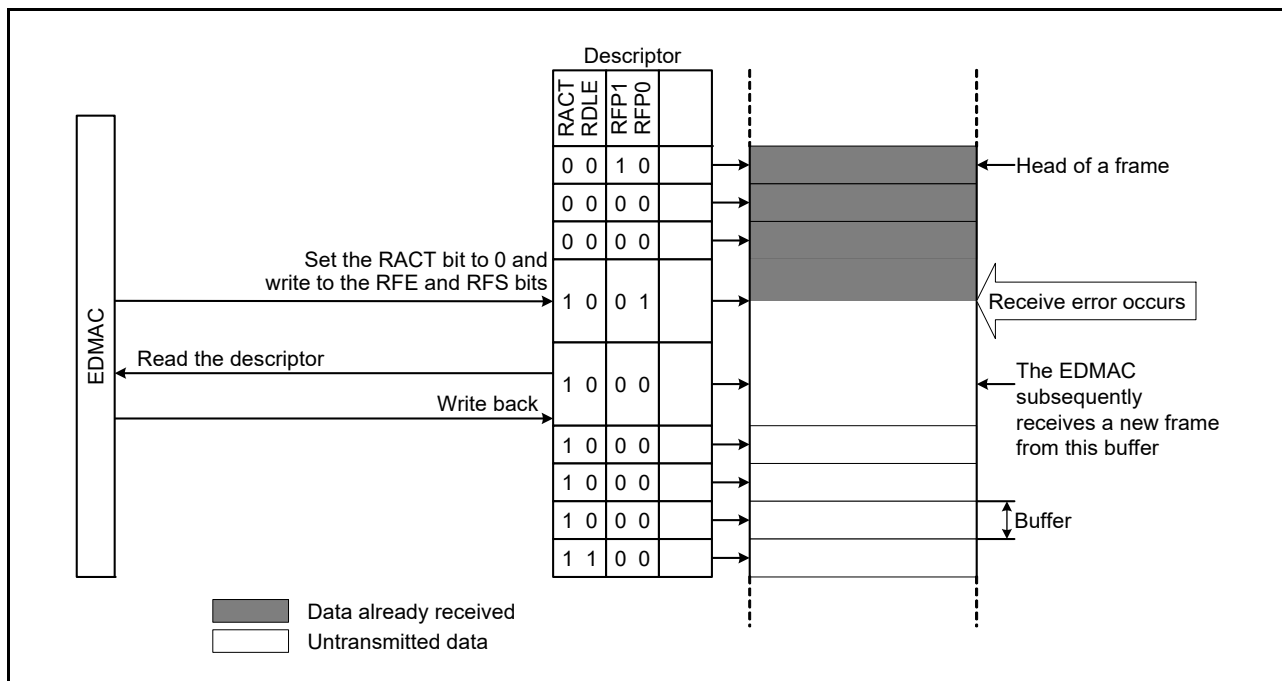 Descriptor
RACT
RDLE
RFP1
RFP0
0 0 1 0
Head of a frame
0 0 0 0
0 0 0 0
Set the RACT bit to 0 and
write to the RFE and RFS bits
1 0 0 1
Receive error occurs
EDMAC
Read the descriptor
1 0 0 0
Write back
The EDMAC
subsequently
receives a new frame
from this buffer
1 0 0 0
1 0 0 0
1 0 0 0
Buffer
1 1 0 0
Data already received
Untransmitted data